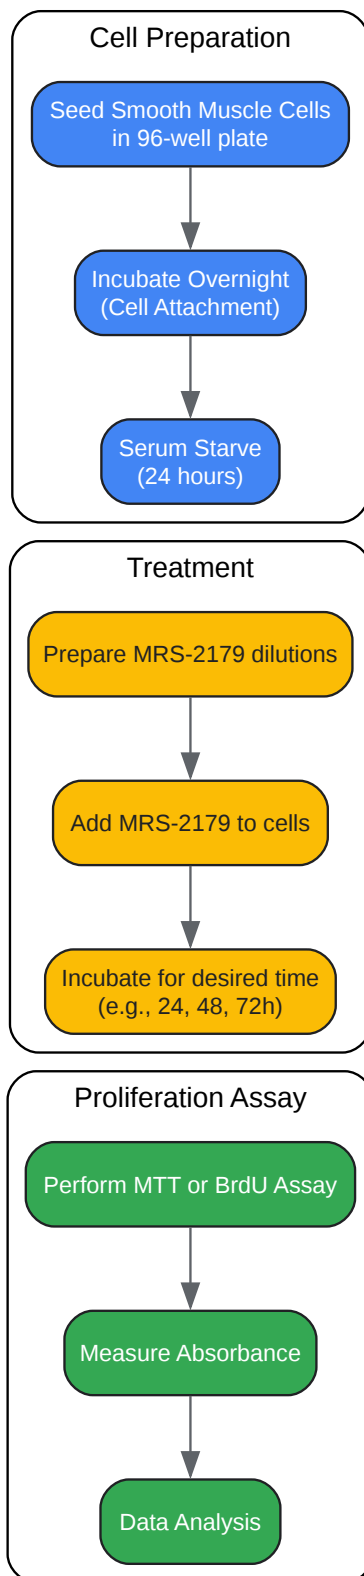 Cell Preparation
Seed Smooth Muscle Cells
in 96-well plate
Incubate Overnight
(Cell Attachment)
Serum Starve
(24 hours)
Treatment
Prepare MRS-2179 dilutions
Add MRS-2179 to cells
Incubate for desired time
(e.g., 24, 48, 72h)
Proliferation Assay
Perform MTT or BrdU Assay
Measure Absorbance
Data Analysis